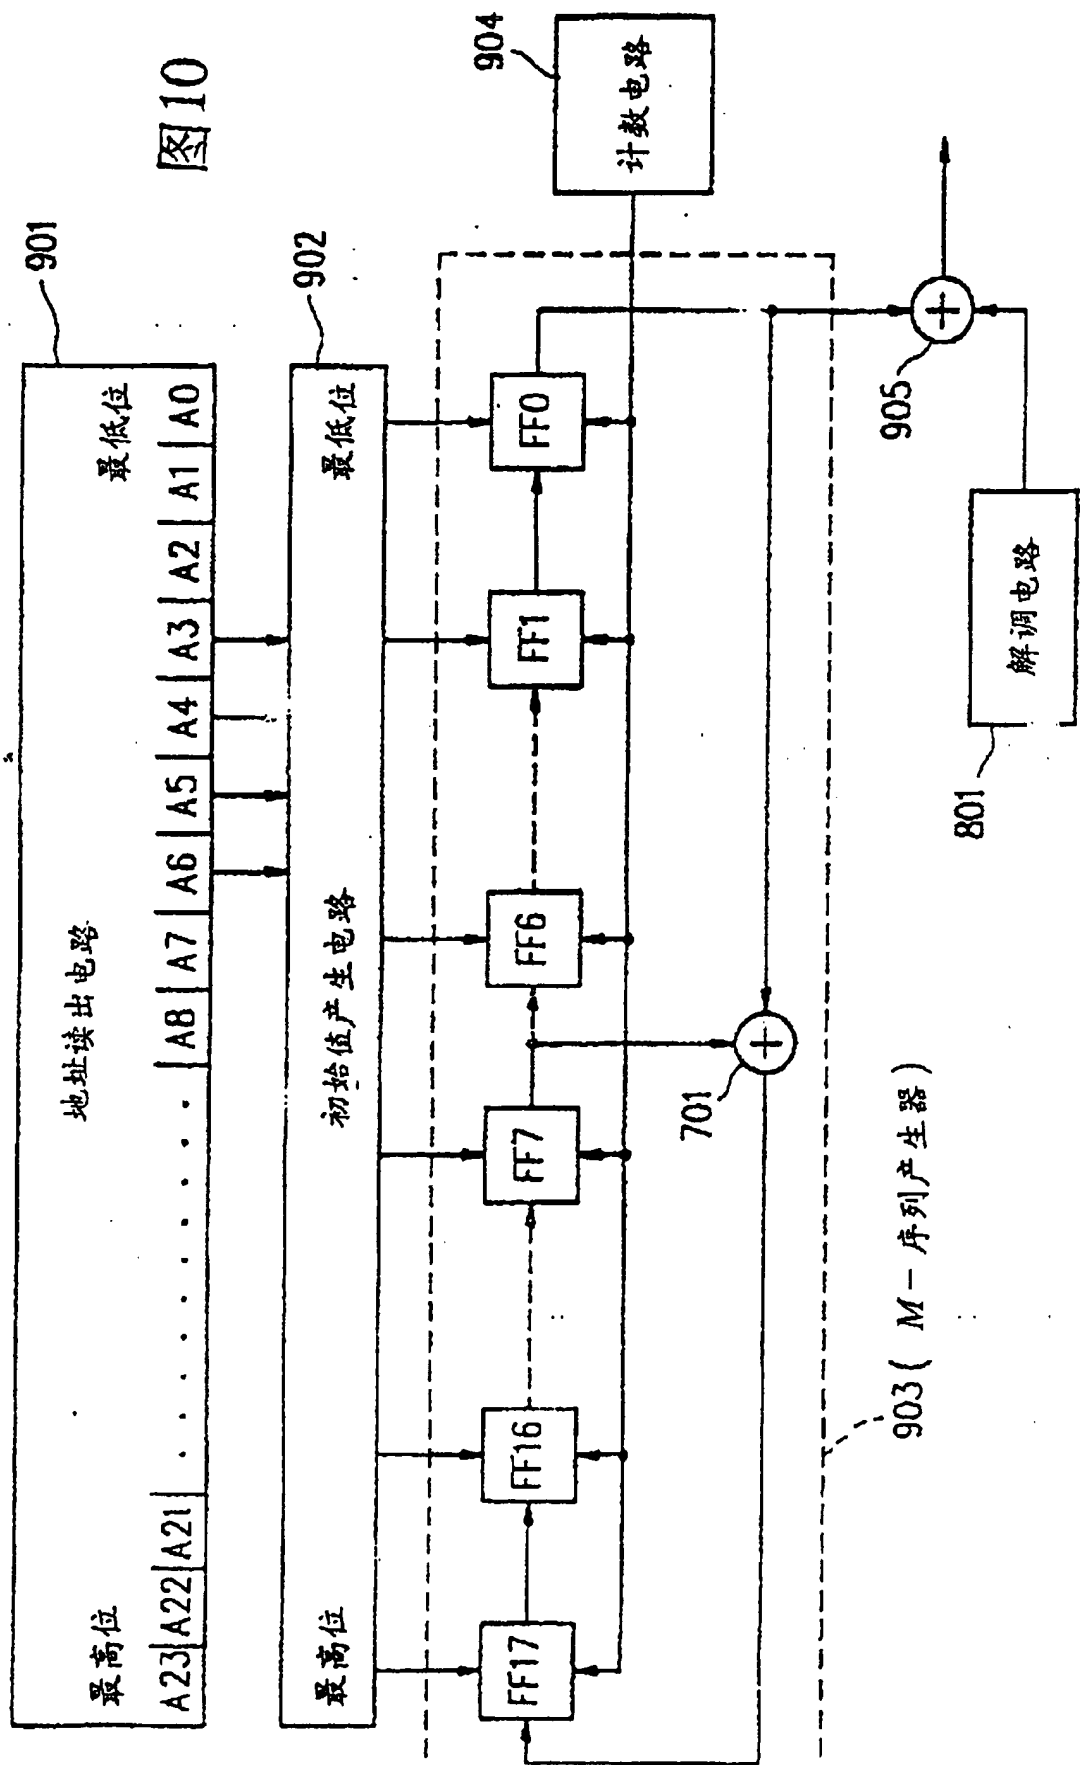 图10
901
地址读出电路
最高位
最低位
A23 A22 A21 A8 A7 A6 A5 A4 A3 A2 A1 A0
902
最高位
初始值产生电路
最低位
904
计数电路
FF17 FF16 FF7 FF6 FF1 FF0
701
903( M-序列产生器)
905
801
解调电路